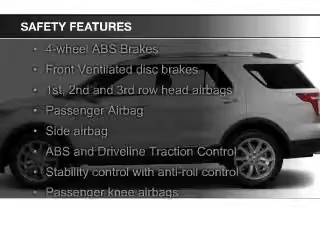 SAFETY FEATURES
• 4-wheel ABS Brakes
• Front Ventilated disc brakes
• 1st, 2nd and 3rd row head airbags
• Passenger Airbag
• Side airbag
• ABS and Driveline Traction Control
• Stability control with anti-roll control
• Passenger knee airbags